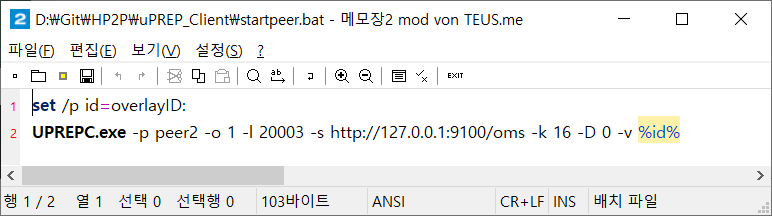 D:₩Git₩HP2P₩uPREP_Client₩startpeer.bat - 메모장2 mod von TEUS.me
파일(F) 편집(E) 보기(V) 설정(S) ?
EXIT
1 set /p id=overlayID:
2 UPREPC.exe -p peer2 -o 1 -l 20003 -s http://127.0.0.1:9100/oms -k 16 -D 0 -v %id%
행 1 / 2 열 1 선택 0 선택행 0 103바이트 ANSI CR+LF INS 배치 파일